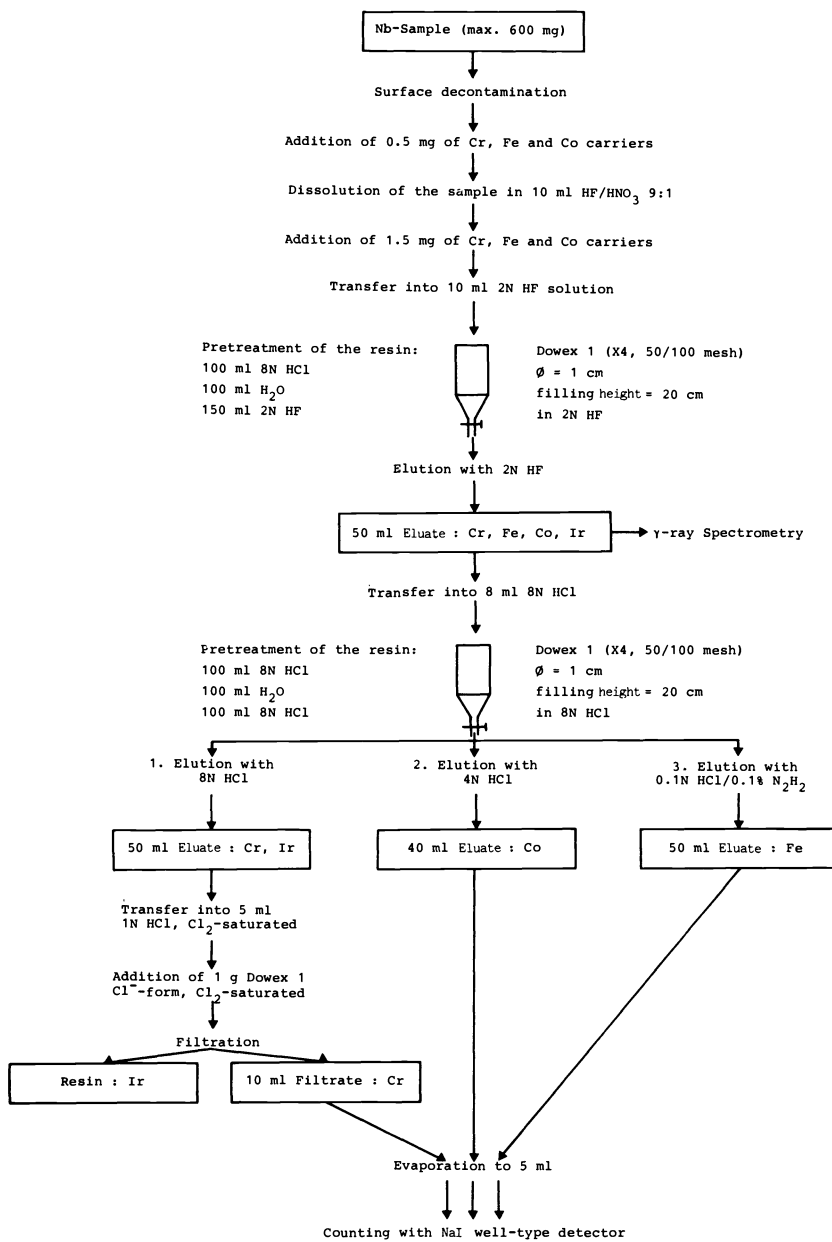 Nb-Sample (max. 600 mg)
Surface decontamination
Addition of 0.5 mg of Cr, Fe and Co carriers
Dissolution of the sample in 10 ml HF/HNO₃ 9:1
Addition of 1.5 mg of Cr, Fe and Co carriers
Transfer into 10 ml 2N HF solution
Pretreatment of the resin:
100 ml 8N HCl
100 ml H₂O
150 ml 2N HF
Dowex 1 (X4, 50/100 mesh)
Ø = 1 cm
filling height = 20 cm
in 2N HF
Elution with 2N HF
50 ml Eluate : Cr, Fe, Co, Ir
γ-ray Spectrometry
Transfer into 8 ml 8N HCl
Pretreatment of the resin:
100 ml 8N HCl
100 ml H₂O
100 ml 8N HCl
Dowex 1 (X4, 50/100 mesh)
Ø = 1 cm
filling height = 20 cm
in 8N HCl
1. Elution with
8N HCl
2. Elution with
4N HCl
3. Elution with
0.1N HCl/0.1% N₂H₂
50 ml Eluate : Cr, Ir
40 ml Eluate : Co
50 ml Eluate : Fe
Transfer into 5 ml
1N HCl, Cl₂-saturated
Addition of 1 g Dowex 1
Cl⁻-form, Cl₂-saturated
Filtration
Resin : Ir
10 ml Filtrate : Cr
Evaporation to 5 ml
Counting with NaI well-type detector